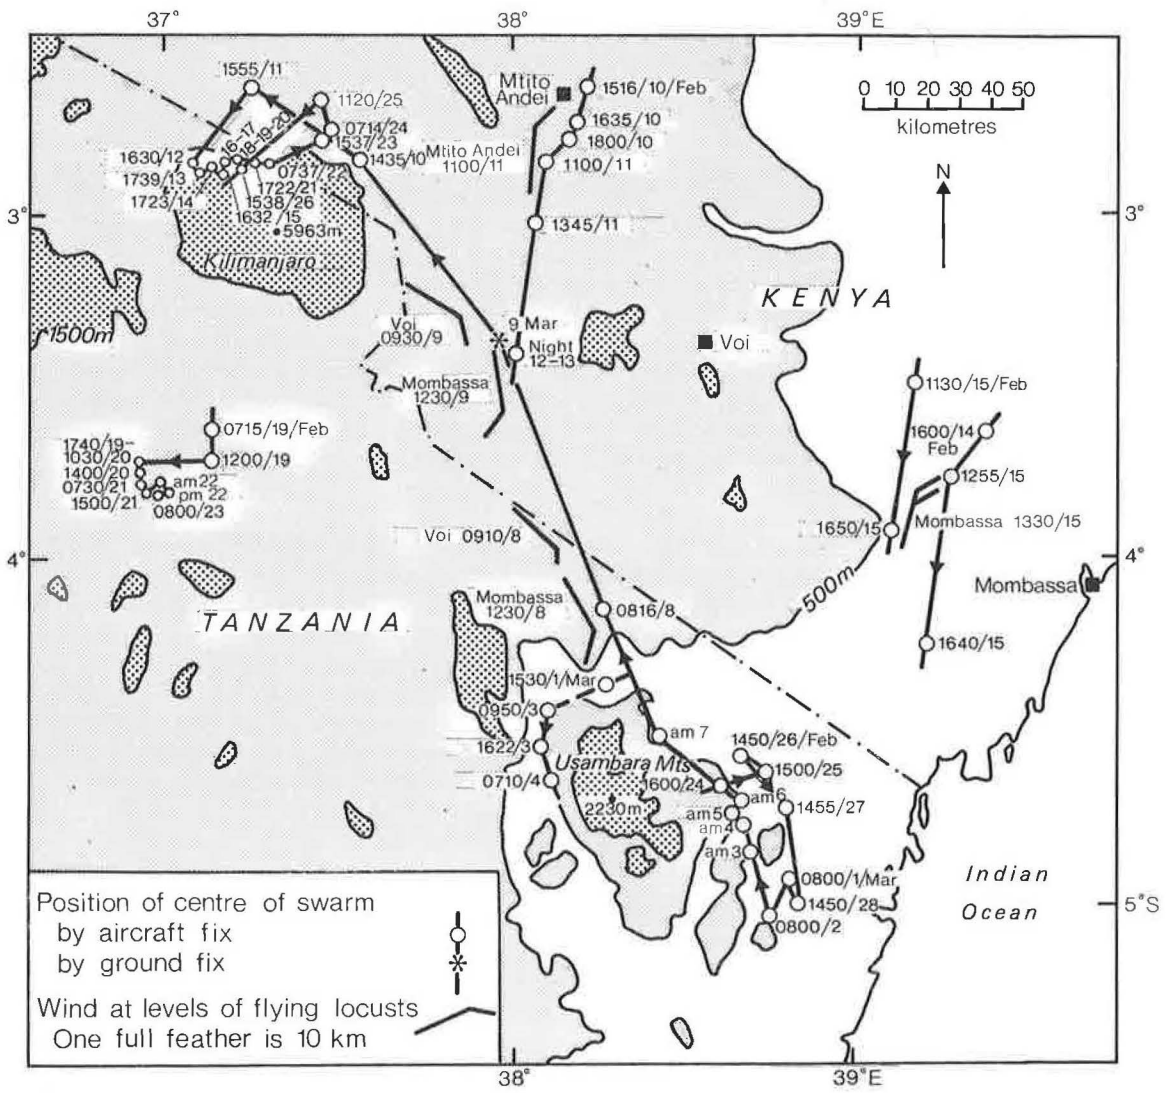 37°
38°
39°E
1555/11
1120/25
0714/24
1537/23
1435/10
16-17
18-19-20
1630/12
1739/13
1723/14
0737/22
1722/21
1538/26
1632/15
5963m
Kilimanjaro
Mtito
Andei
1516/10/Feb
1635/10
1800/10
1100/11
Mtito Andei
1100/11
1345/11
0 10 20 30 40 50
kilometres
N
3°
3°
KENYA
1500m
Voi
0930/9
9 Mar
Night
12-13
Voi
Mombassa
1230/9
1130/15/Feb
1600/14
Feb
1255/15
0715/19/Feb
1740/19-
1030/20
1200/19
1400/20
0730/21
1500/21
am22
pm 22
0800/23
Voi 0910/8
1650/15
Mombassa 1330/15
4°
4°
Mombassa
500m
Mombassa
1230/8
0816/8
TANZANIA
1640/15
1530/1/Mar
0950/3
am 7
1450/26/Feb
1622/3
Usambara Mts
1500/25
0710/4
1600/24
2230m
am6
1455/27
am5
am4
am3
0800/1/Mar
1450/28
0800/2
5°S
Indian
Ocean
Position of centre of swarm
by aircraft fix
by ground fix
Wind at levels of flying locusts
One full feather is 10 km
38°
39°E